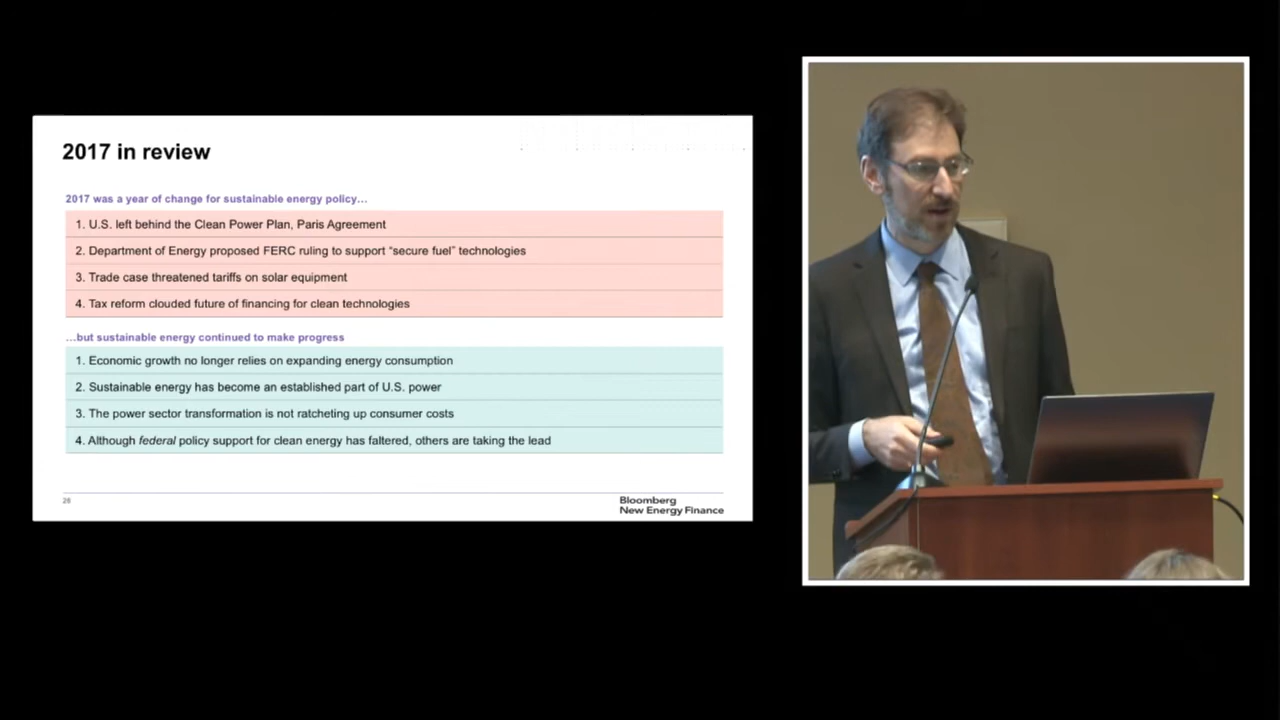 2017 in review
2017 was a year of change for sustainable energy policy…
1. U.S. left behind the Clean Power Plan, Paris Agreement
2. Department of Energy proposed FERC ruling to support “secure fuel” technologies
3. Trade case threatened tariffs on solar equipment
4. Tax reform clouded future of financing for clean technologies
…but sustainable energy continued to make progress
1. Economic growth no longer relies on expanding energy consumption
2. Sustainable energy has become an established part of U.S. power
3. The power sector transformation is not ratcheting up consumer costs
4. Although federal policy support for clean energy has faltered, others are taking the lead
26
Bloomberg
New Energy Finance